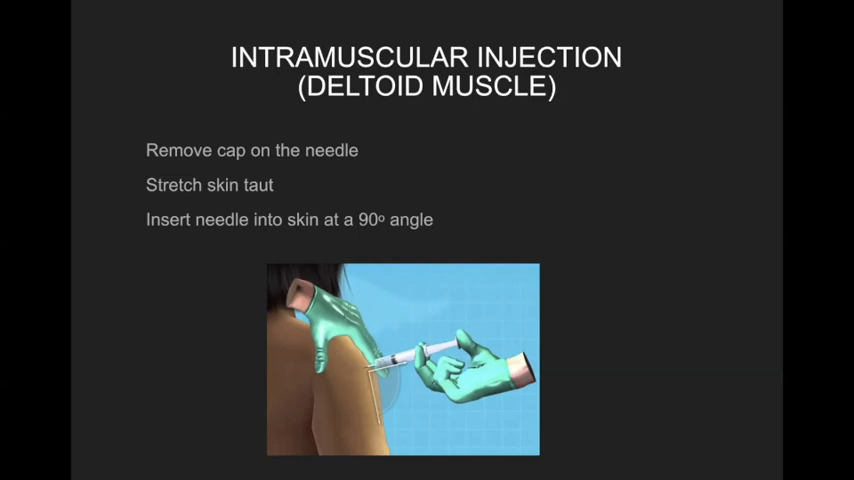 INTRAMUSCULAR INJECTION
(DELTOID MUSCLE)
Remove cap on the needle
Stretch skin taut
Insert needle into skin at a 90º angle